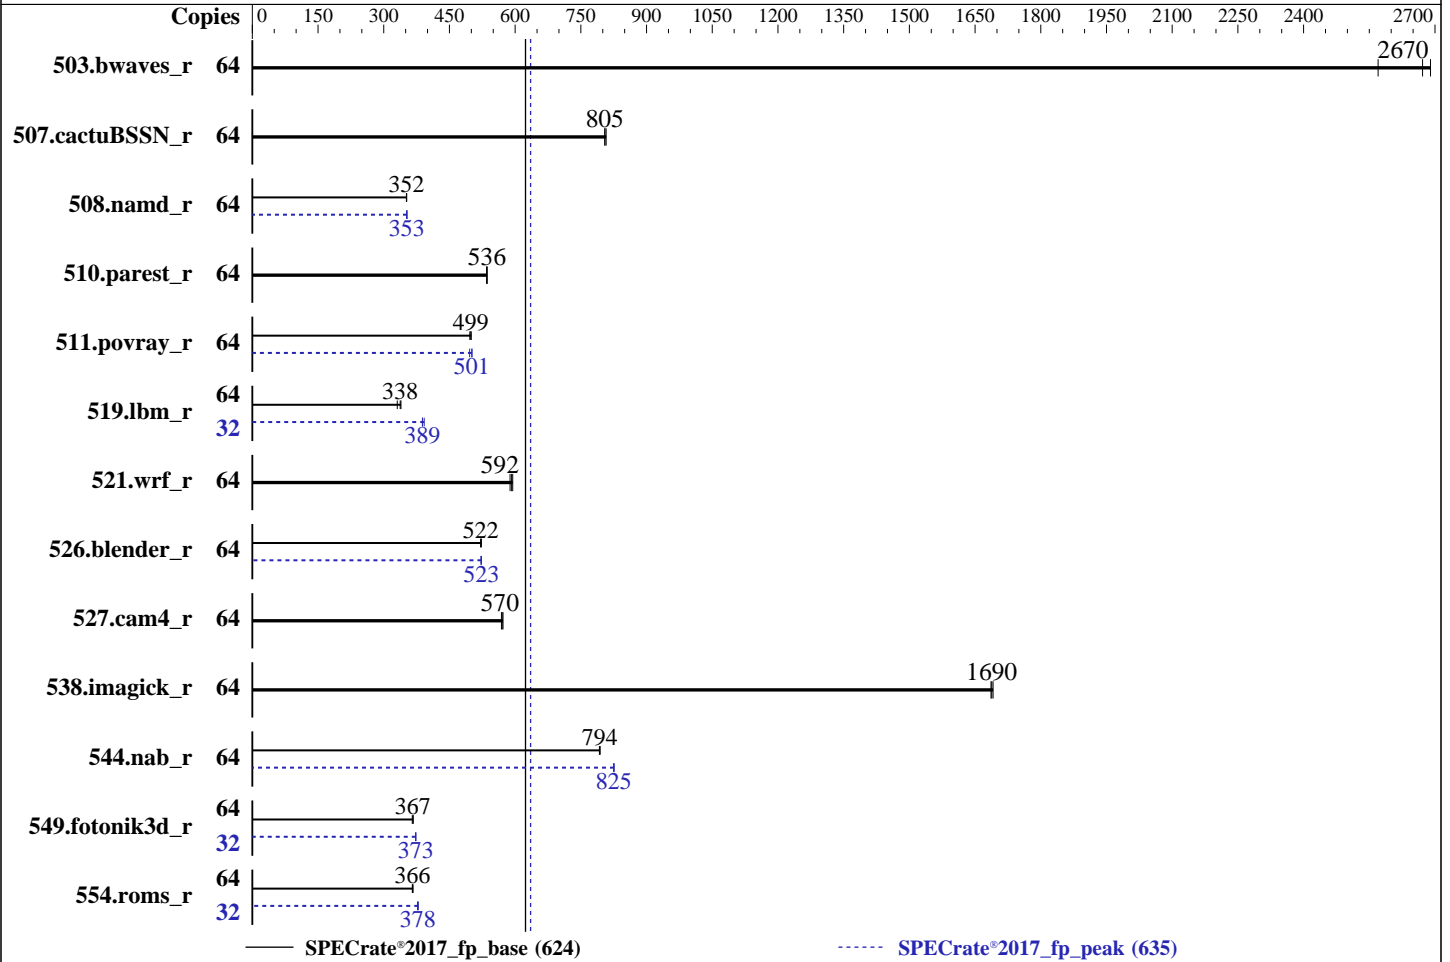 Copies 0 150 300 450 600 750 900 1050 1200 1350 1500 1650 1800 1950 2100 2250 2400 2700
503.bwaves_r 64 2670
507.cactuBSSN_r 64 805
508.namd_r 64 352
353
510.parest_r 64 536
511.povray_r 64 499
501
519.lbm_r 64 338
32 389
521.wrf_r 64 592
526.blender_r 64 522
523
527.cam4_r 64 570
538.imagick_r 64 1690
544.nab_r 64 794
825
549.fotonik3d_r 64 367
32 373
554.roms_r 64 366
32 378
SPECrate®2017_fp_base (624) SPECrate®2017_fp_peak (635)